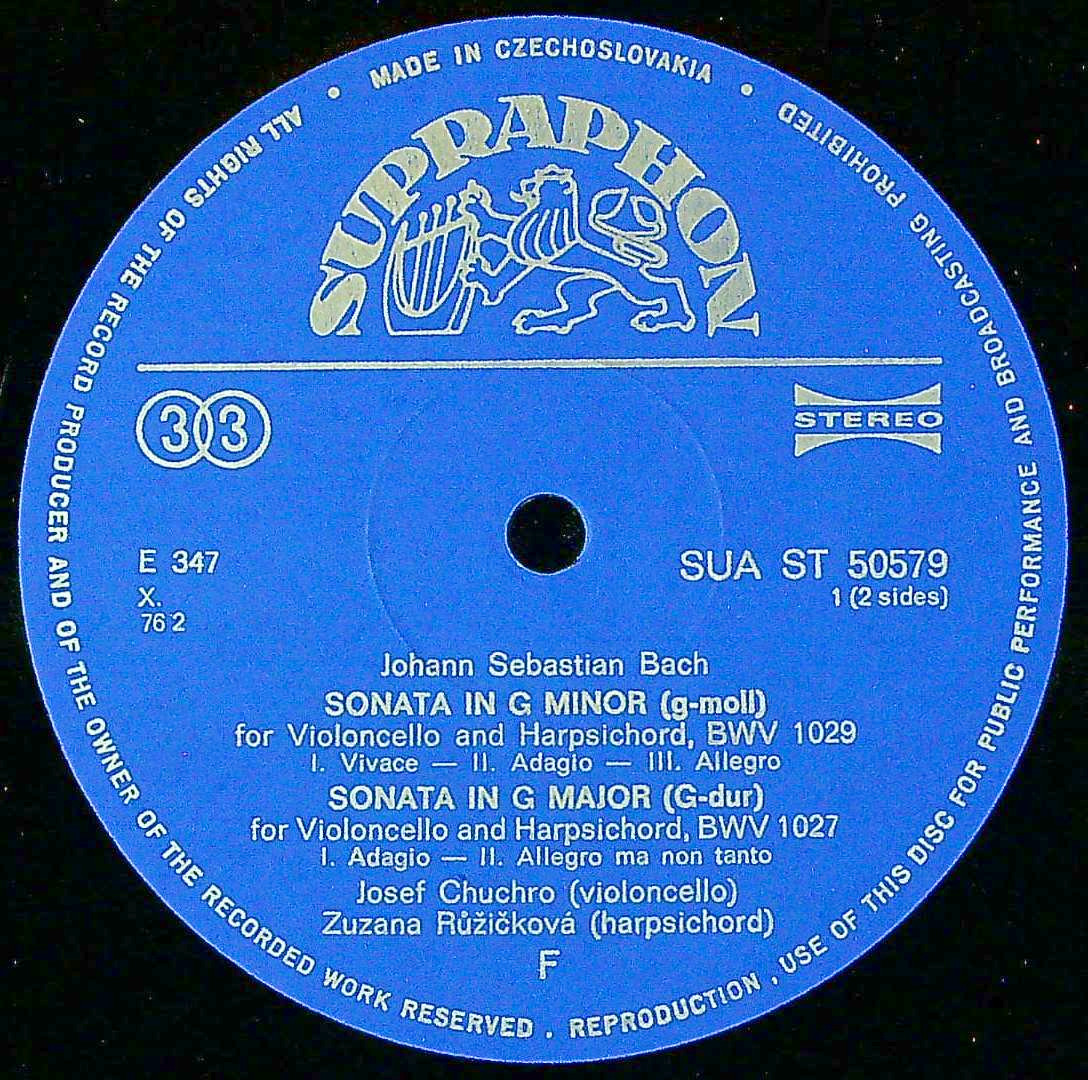 ALL RIGHTS OF THE RECORD PRODUCER AND OF THE OWNER OF THE RECORDED WORK RESERVED . REPRODUCTION , USE OF THIS DISC FOR PUBLIC PERFORMANCE AND BROADCASTING PROHIBITED • MADE IN CZECHOSLOVAKIA •
SUPRAPHON
33
STEREO
E 347
SUA ST 50579
X.
1 (2 sides)
76 2
Johann Sebastian Bach
SONATA IN G MINOR (g-moll)
for Violoncello and Harpsichord, BWV 1029
I. Vivace — II. Adagio — III. Allegro
SONATA IN G MAJOR (G-dur)
for Violoncello and Harpsichord, BWV 1027
I. Adagio — II. Allegro ma non tanto
Josef Chuchro (violoncello)
Zuzana Růžičková (harpsichord)
F